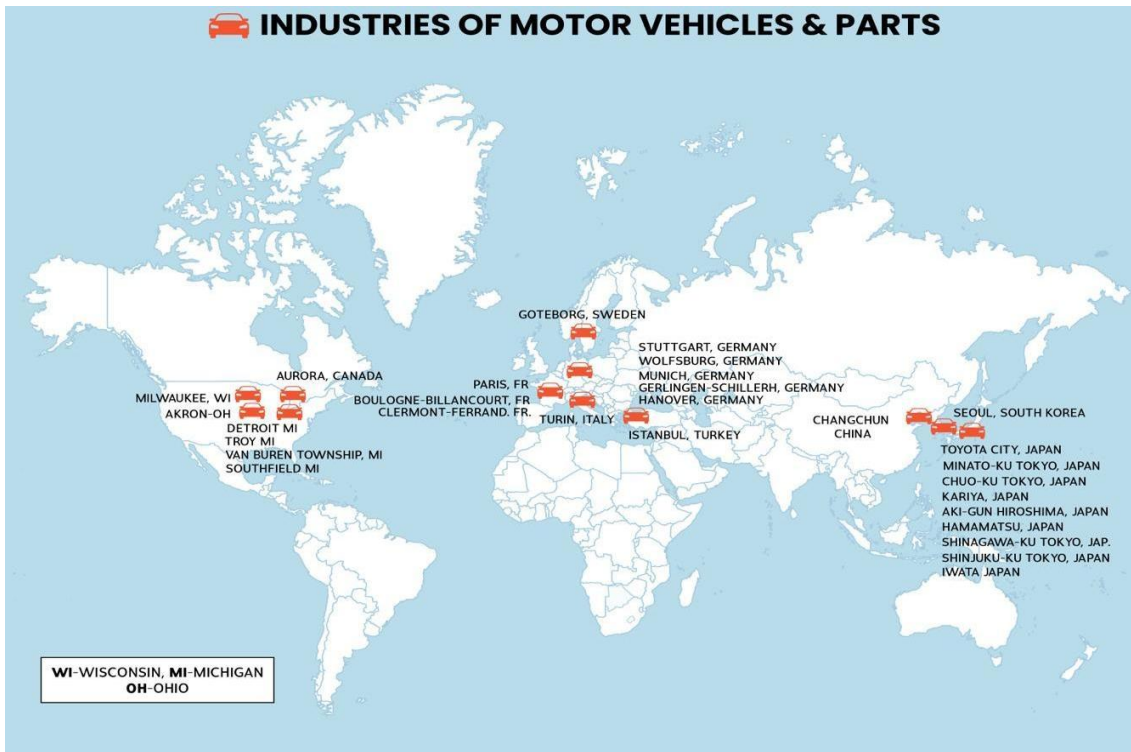 INDUSTRIES OF MOTOR VEHICLES & PARTS
GOTEBORG, SWEDEN
STUTTGART, GERMANY
WOLFSBURG, GERMANY
MUNICH, GERMANY
GERLINGEN-SCHILLERH, GERMANY
HANOVER, GERMANY
AURORA, CANADA
MILWAUKEE, WI
AKRON-OH
DETROIT MI
TROY MI
VAN BUREN TOWNSHIP, MI
SOUTHFIELD MI
PARIS, FR
BOULOGNE-BILLANCOURT, FR
CLERMONT-FERRAND. FR.
TURIN, ITALY
ISTANBUL, TURKEY
CHANGCHUN
CHINA
SEOUL, SOUTH KOREA
TOYOTA CITY, JAPAN
MINATO-KU TOKYO, JAPAN
CHUO-KU TOKYO, JAPAN
KARIYA, JAPAN
AKI-GUN HIROSHIMA, JAPAN
HAMAMATSU, JAPAN
SHINAGAWA-KU TOKYO, JAP.
SHINJUKU-KU TOKYO, JAPAN
IWATA JAPAN
WI-WISCONSIN, MI-MICHIGAN
OH-OHIO